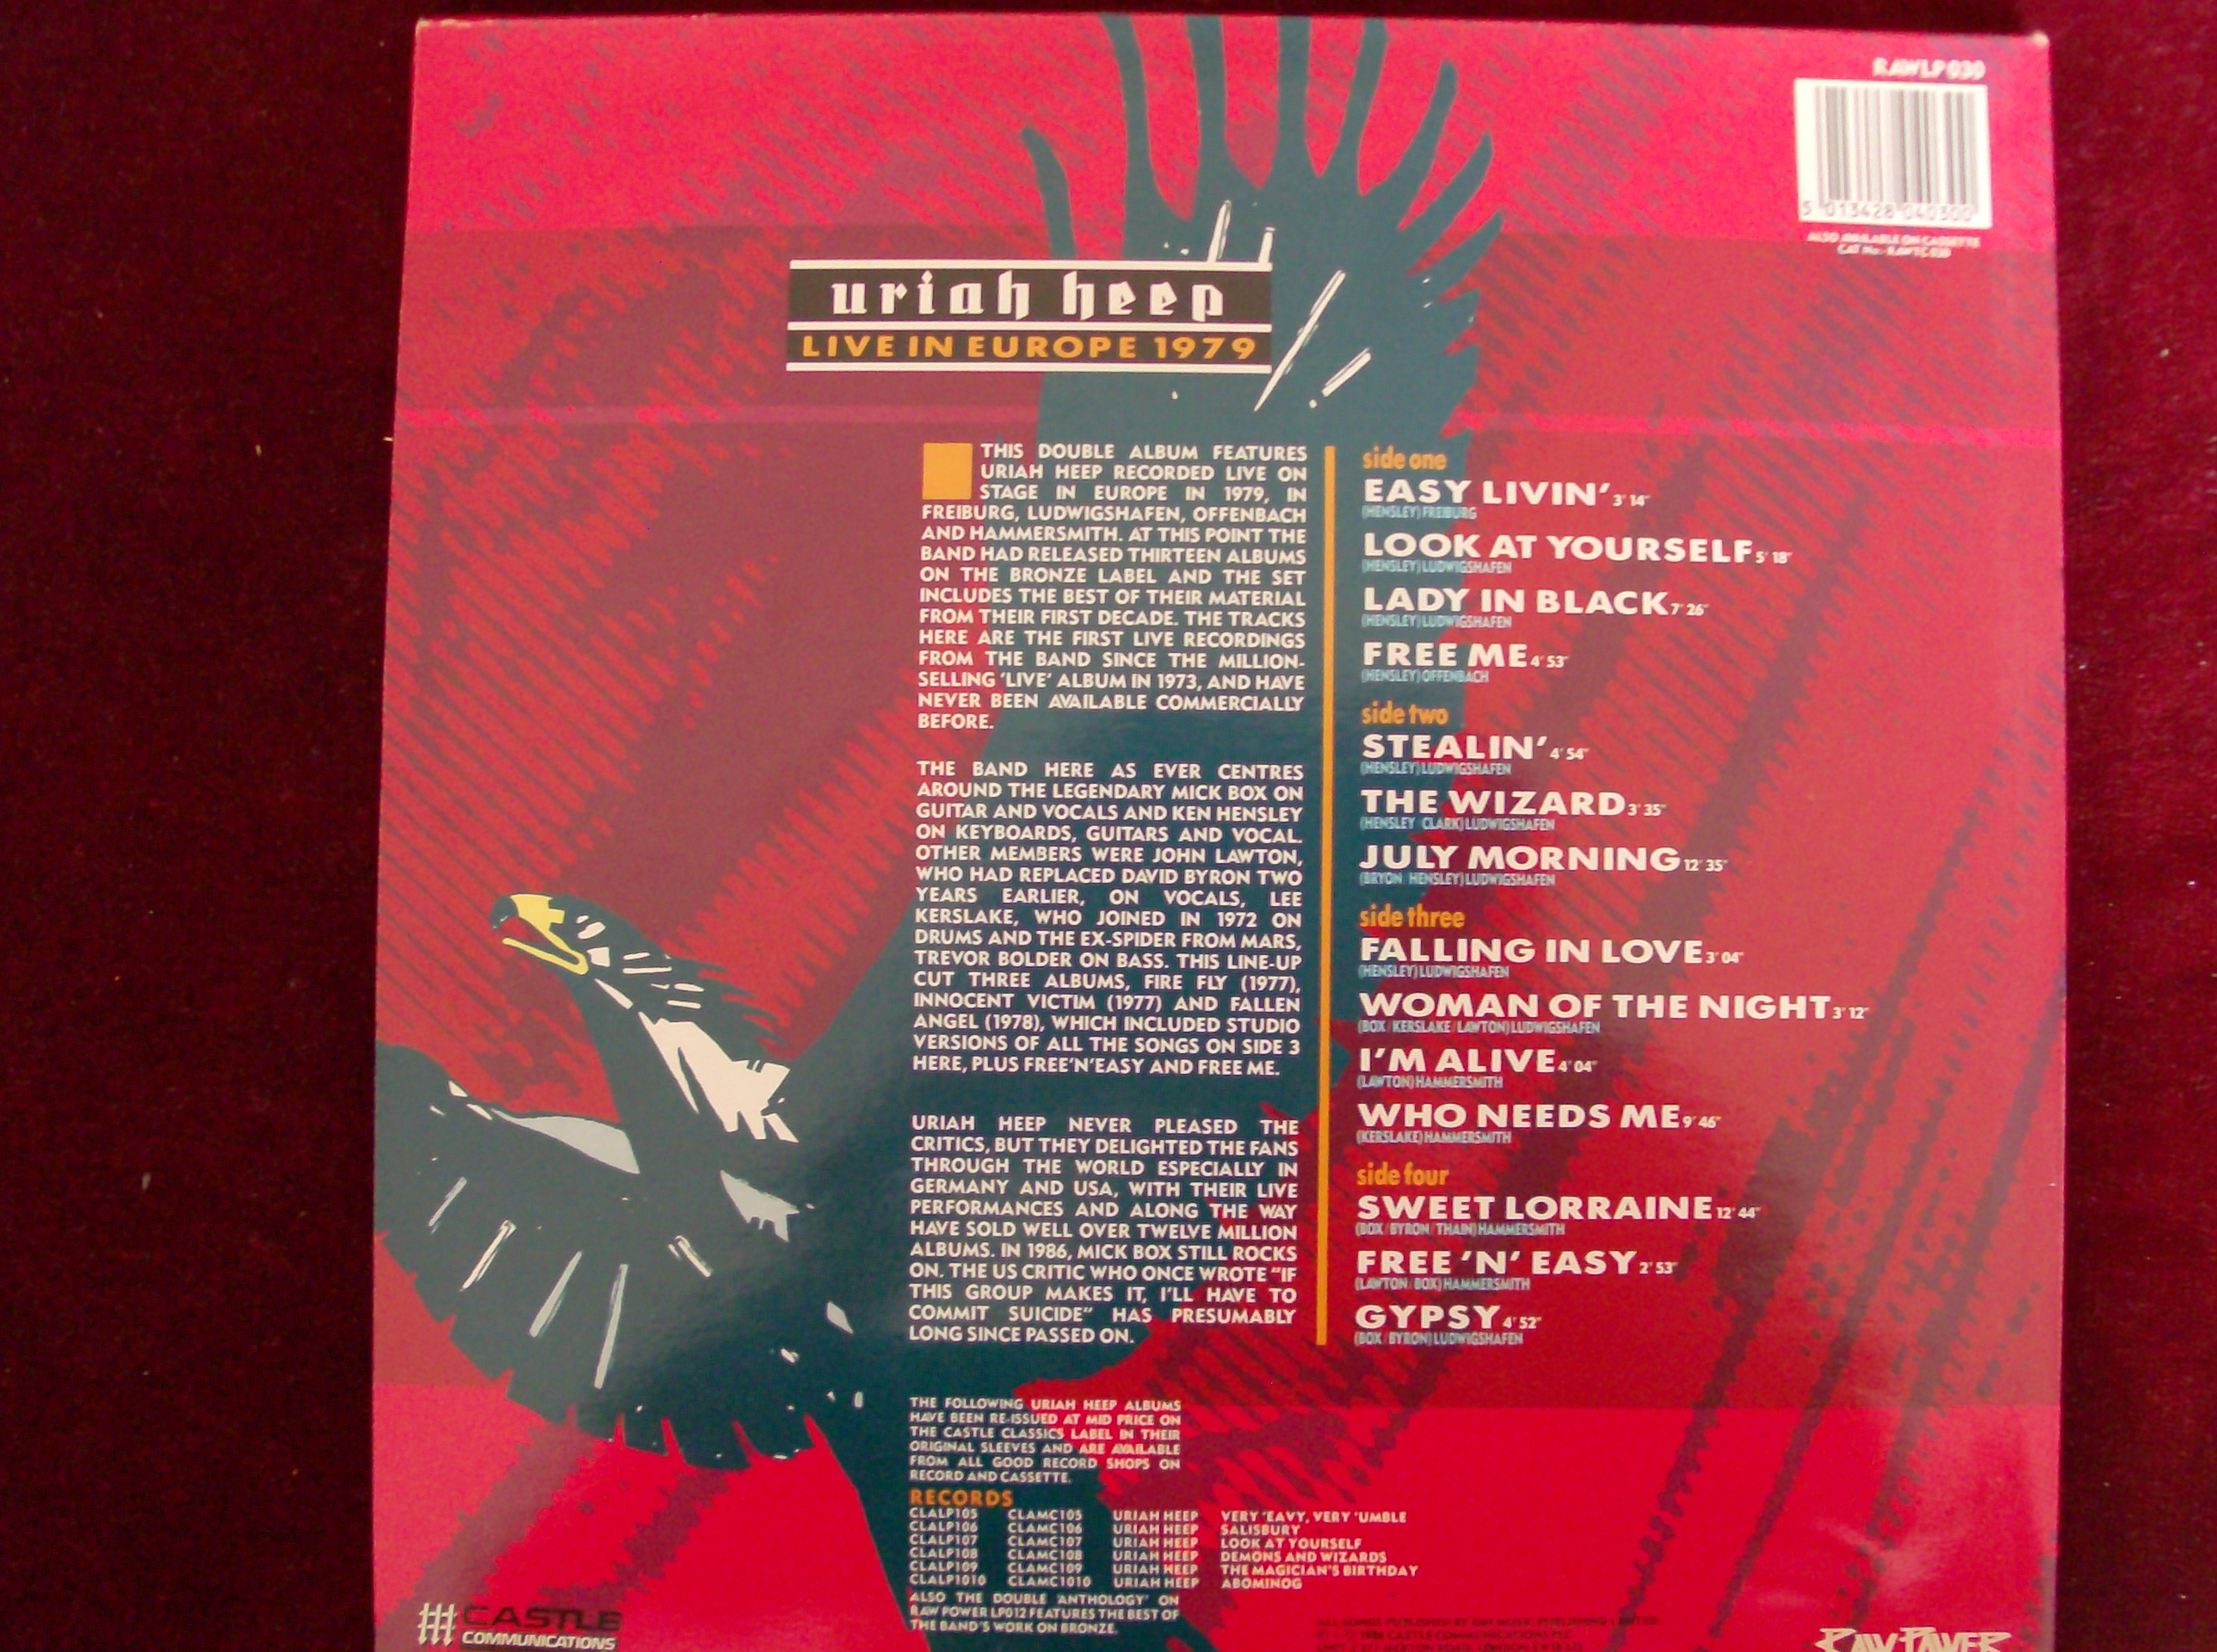 RAWLP 030
5 013428 040300
ALSO AVAILABLE ON CASSETTE
CAT No:- RAWTC 030
uriah heep
LIVE IN EUROPE 1979
THIS DOUBLE ALBUM FEATURES
URIAH HEEP RECORDED LIVE ON
STAGE IN EUROPE IN 1979, IN
FREIBURG, LUDWIGSHAFEN, OFFENBACH
AND HAMMERSMITH. AT THIS POINT THE
BAND HAD RELEASED THIRTEEN ALBUMS
ON THE BRONZE LABEL AND THE SET
INCLUDES THE BEST OF THEIR MATERIAL
FROM THEIR FIRST DECADE. THE TRACKS
HERE ARE THE FIRST LIVE RECORDINGS
FROM THE BAND SINCE THE MILLION-
SELLING 'LIVE' ALBUM IN 1973, AND HAVE
NEVER BEEN AVAILABLE COMMERCIALLY
BEFORE.
THE BAND HERE AS EVER CENTRES
AROUND THE LEGENDARY MICK BOX ON
GUITAR AND VOCALS AND KEN HENSLEY
ON KEYBOARDS, GUITARS AND VOCAL.
OTHER MEMBERS WERE JOHN LAWTON,
WHO HAD REPLACED DAVID BYRON TWO
YEARS EARLIER, ON VOCALS, LEE
KERSLAKE, WHO JOINED IN 1972 ON
DRUMS AND THE EX-SPIDER FROM MARS,
TREVOR BOLDER ON BASS. THIS LINE-UP
CUT THREE ALBUMS, FIRE FLY (1977),
INNOCENT VICTIM (1977) AND FALLEN
ANGEL (1978), WHICH INCLUDED STUDIO
VERSIONS OF ALL THE SONGS ON SIDE 3
HERE, PLUS FREE'N'EASY AND FREE ME.
URIAH HEEP NEVER PLEASED THE
CRITICS, BUT THEY DELIGHTED THE FANS
THROUGH THE WORLD ESPECIALLY IN
GERMANY AND USA, WITH THEIR LIVE
PERFORMANCES AND ALONG THE WAY
HAVE SOLD WELL OVER TWELVE MILLION
ALBUMS. IN 1986, MICK BOX STILL ROCKS
ON. THE US CRITIC WHO ONCE WROTE "IF
THIS GROUP MAKES IT, I'LL HAVE TO
COMMIT SUICIDE" HAS PRESUMABLY
LONG SINCE PASSED ON.
side one
EASY LIVIN' 3' 14"
(HENSLEY) FREIBURG
LOOK AT YOURSELF 5' 18"
(HENSLEY) LUDWIGSHAFEN
LADY IN BLACK 7' 26"
(HENSLEY) LUDWIGSHAFEN
FREE ME 4' 53"
(HENSLEY) OFFENBACH
side two
STEALIN' 4' 54"
(HENSLEY) LUDWIGSHAFEN
THE WIZARD 3' 35"
(HENSLEY CLARK) LUDWIGSHAFEN
JULY MORNING 12' 35"
(BRYON HENSLEY) LUDWIGSHAFEN
side three
FALLING IN LOVE 3' 04"
(HENSLEY) LUDWIGSHAFEN
WOMAN OF THE NIGHT 3' 12"
(BOX/KERSLAKE/LAWTON) LUDWIGSHAFEN
I'M ALIVE 4' 04"
(LAWTON) HAMMERSMITH
WHO NEEDS ME 9' 46"
(KERSLAKE) HAMMERSMITH
side four
SWEET LORRAINE 12' 44"
(BOX/BYRON/THAIN) HAMMERSMITH
FREE 'N' EASY 2' 53"
(LAWTON/BOX) HAMMERSMITH
GYPSY 4' 52"
(BOX BYRON) LUDWIGSHAFEN
THE FOLLOWING URIAH HEEP ALBUMS
HAVE BEEN RE-ISSUED AT MID PRICE ON
THE CASTLE CLASSICS LABEL IN THEIR
ORIGINAL SLEEVES AND ARE AVAILABLE
FROM ALL GOOD RECORD SHOPS ON
RECORD AND CASSETTE.
RECORDS
CLALP105 CLAMC105 URIAH HEEP VERY 'EAVY, VERY 'UMBLE
CLALP106 CLAMC106 URIAH HEEP SALISBURY
CLALP107 CLAMC107 URIAH HEEP LOOK AT YOURSELF
CLALP108 CLAMC108 URIAH HEEP DEMONS AND WIZARDS
CLALP109 CLAMC109 URIAH HEEP THE MAGICIAN'S BIRTHDAY
CLALP1010 CLAMC1010 URIAH HEEP ABOMINOG
ALSO THE DOUBLE 'ANTHOLOGY' ON
RAW POWER LP012 FEATURES THE BEST OF
THE BAND'S WORK ON BRONZE.
CASTLE
COMMUNICATIONS
ALL SONGS PUBLISHED BY
1986 CASTLE COMMUNICATIONS PLC
RAW POWER